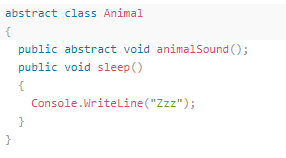 abstract class Animal
{
  public abstract void animalSound();
  public void sleep()
  {
    Console.WriteLine("Zzz");
  }
}